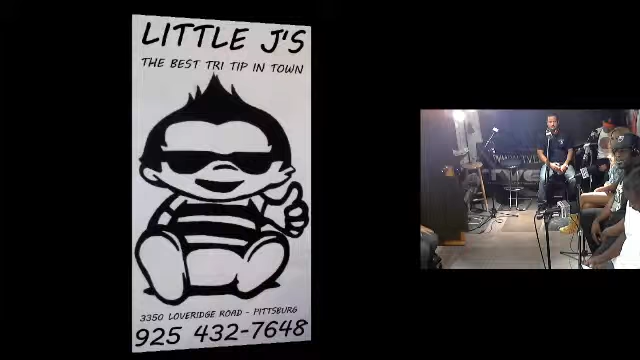 LITTLE J'S
THE BEST TRI TIP IN TOWN
3350 LOVERIDGE ROAD - PITTSBURG
925 432-7648